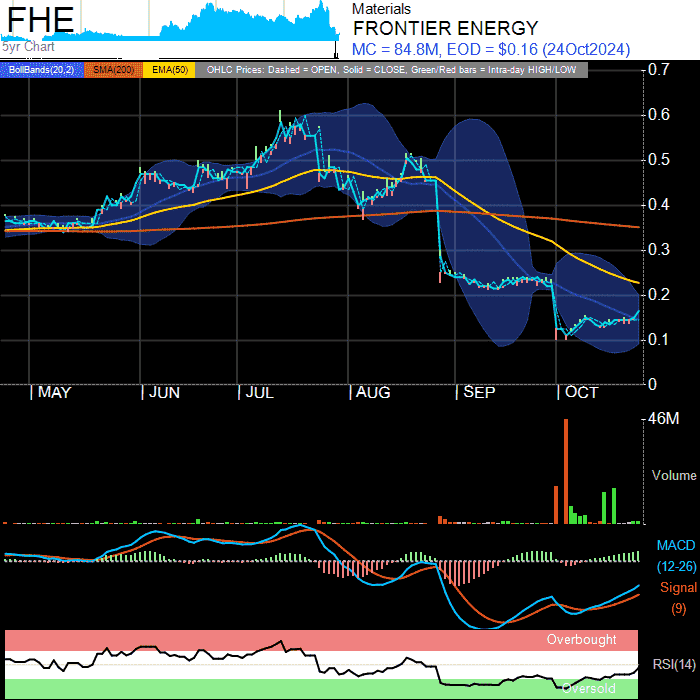 FHE
5yr Chart
Materials
FRONTIER ENERGY
MC = 84.8M, EOD = $0.16 (24Oct2024)
BollBands(20,2) SMA(200) EMA(50) OHLC Prices: Dashed = OPEN, Solid = CLOSE, Green/Red bars = Intra-day HIGH/LOW
0.7
0.6
0.5
0.4
0.3
0.2
0.1
0
MAY JUN JUL AUG SEP OCT
46M
Volume
MACD
(12-26)
Signal
(9)
Overbought
RSI(14)
Oversold